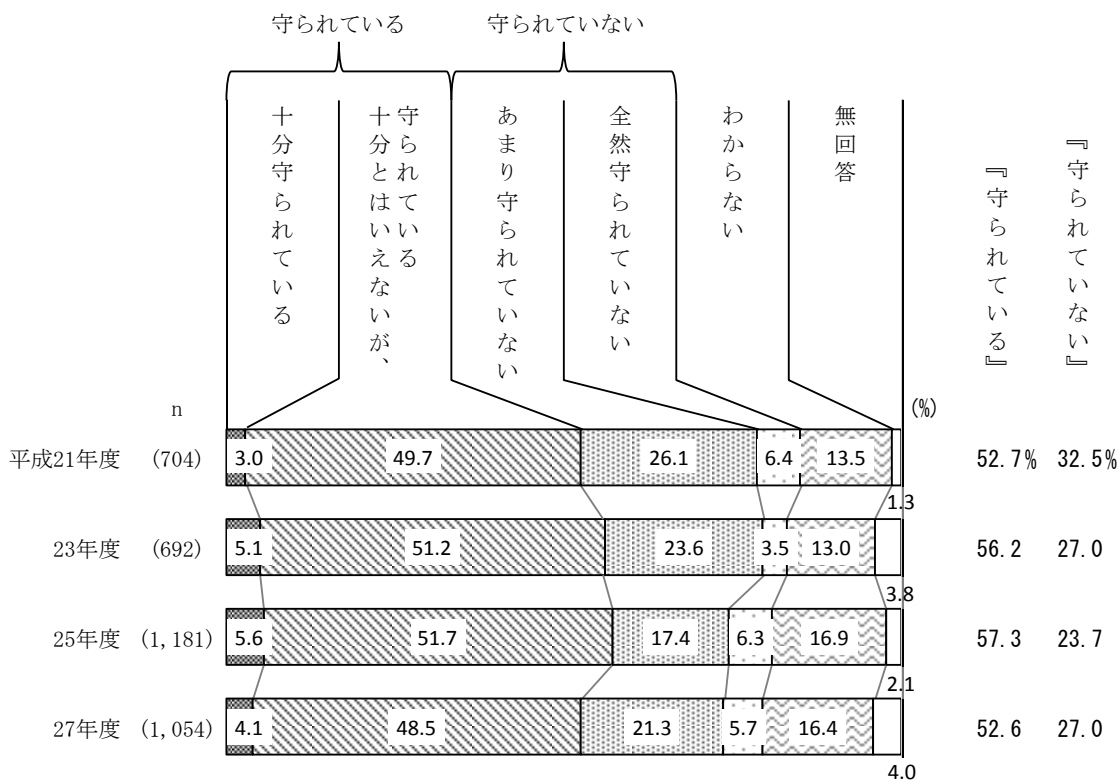 守られている 守られていない
十分守られている
十分とはいえないが、
守られている
あまり守られていない
全然守られていない
わからない
無回答
『守られている』
『守られていない』
n (%)
平成21年度 (704) 3.0 49.7 26.1 6.4 13.5 1.3 52.7% 32.5%
23年度 (692) 5.1 51.2 23.6 3.5 13.0 3.8 56.2 27.0
25年度 (1,181) 5.6 51.7 17.4 6.3 16.9 2.1 57.3 23.7
27年度 (1,054) 4.1 48.5 21.3 5.7 16.4 4.0 52.6 27.0